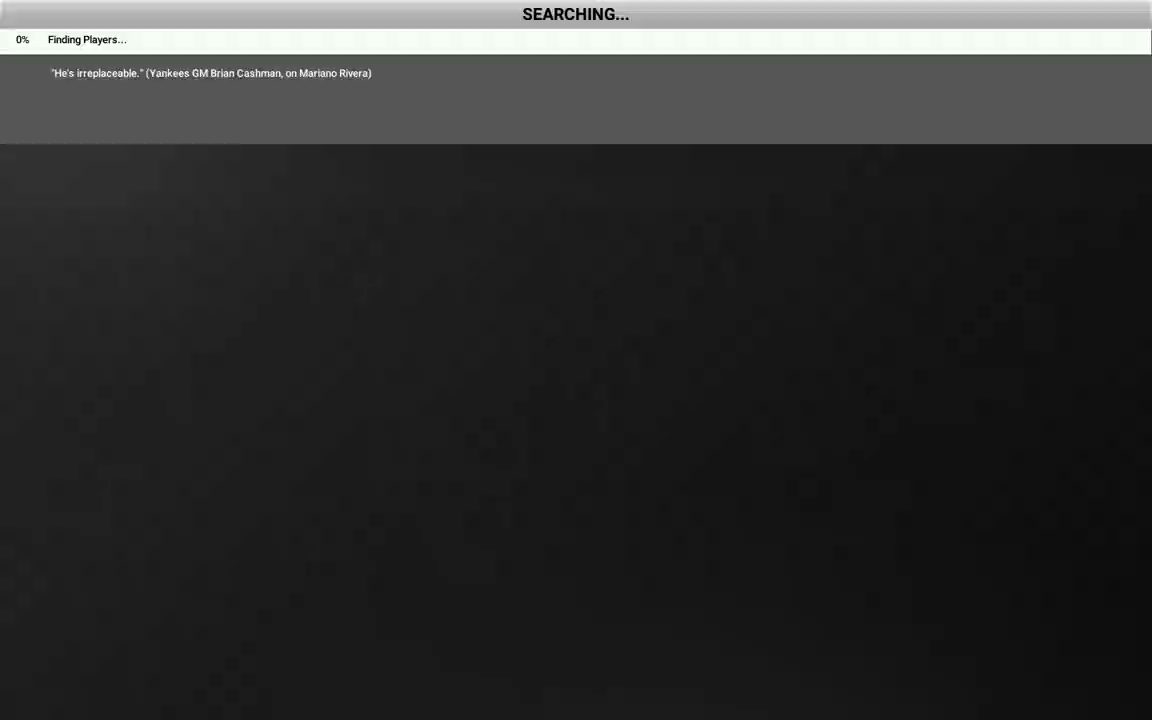 SEARCHING...
0% Finding Players...
"He's irreplaceable." (Yankees GM Brian Cashman, on Mariano Rivera)